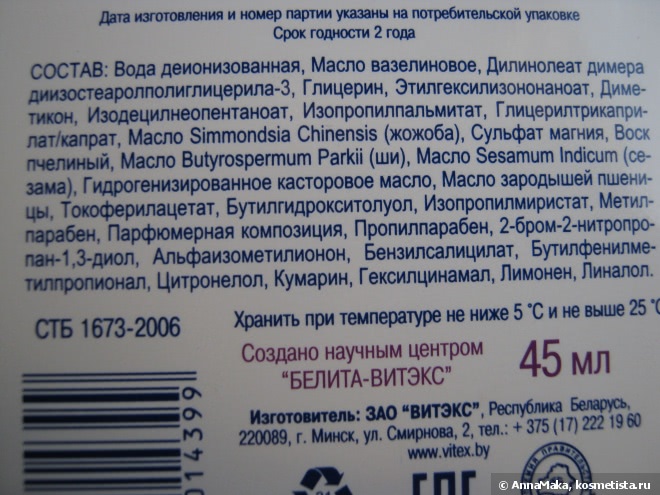 Дата изготовления и номер партии указаны на потребительской упаковке
Срок годности 2 года
СОСТАВ: Вода деионизованная, Масло вазелиновое, Дилинолеат димера
диизостеаролполиглицерила-3, Глицерин, Этилгексилизононаноат, Диме-
тикон, Изодецилнеопентаноат, Изопропилпальмитат, Глицерилтрикапри-
лат/капрат, Масло Simmondsia Chinensis (жожоба), Сульфат магния, Воск
пчелиный, Масло Butyrospermum Parkii (ши), Масло Sesamum Indicum (се-
зама), Гидрогенизированное касторовое масло, Масло зародышей пшени-
цы, Токоферилацетат, Бутилгидрокситолуол, Изопропилмиристат, Метил-
парабен, Парфюмерная композиция, Пропилпарабен, 2-бром-2-нитропро-
пан-1,3-диол, Альфаизометилионон, Бензилсалицилат, Бутилфенилме-
тилпропионал, Цитронелол, Кумарин, Гексилцинамал, Лимонен, Линалол.
СТБ 1673-2006
Хранить при температуре не ниже 5 °С и не выше 25 °С
Создано научным центром
"БЕЛИТА-ВИТЭКС"
45 мл
Изготовитель: ЗАО "ВИТЭКС", Республика Беларусь,
220089, г. Минск, ул. Смирнова, 2, тел.: + 375 (17) 222 19 60
www.vitex.by
014399
© AnnaMaka, kosmetista.ru